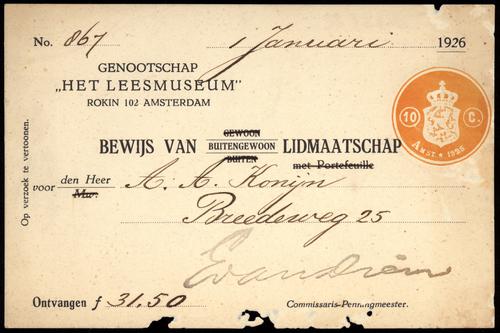 No. 867 1 Januari 1926
GENOOTSCHAP
„HET LEESMUSEUM”
ROKIN 102 AMSTERDAM
10 C.
AMST. * 1925
GEWOON
BEWIJS VAN BUITENGEWOON LIDMAATSCHAP
BUITEN
met Portefeuille
Op verzoek te vertoonen.
voor den Heer A. A. Konijn
Mw.
Breedeweg 25
Ontvangen ƒ 31.50 Commissaris-Penningmeester.